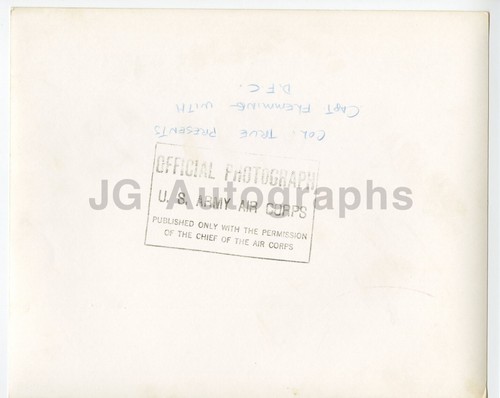 COL. TRUE PRESENTS
CAPT FLEMMING WITH
D.F.C.
OFFICIAL PHOTOGRAPH
U. S. ARMY AIR CORPS
PUBLISHED ONLY WITH THE PERMISSION
OF THE CHIEF OF THE AIR CORPS
JG Autographs